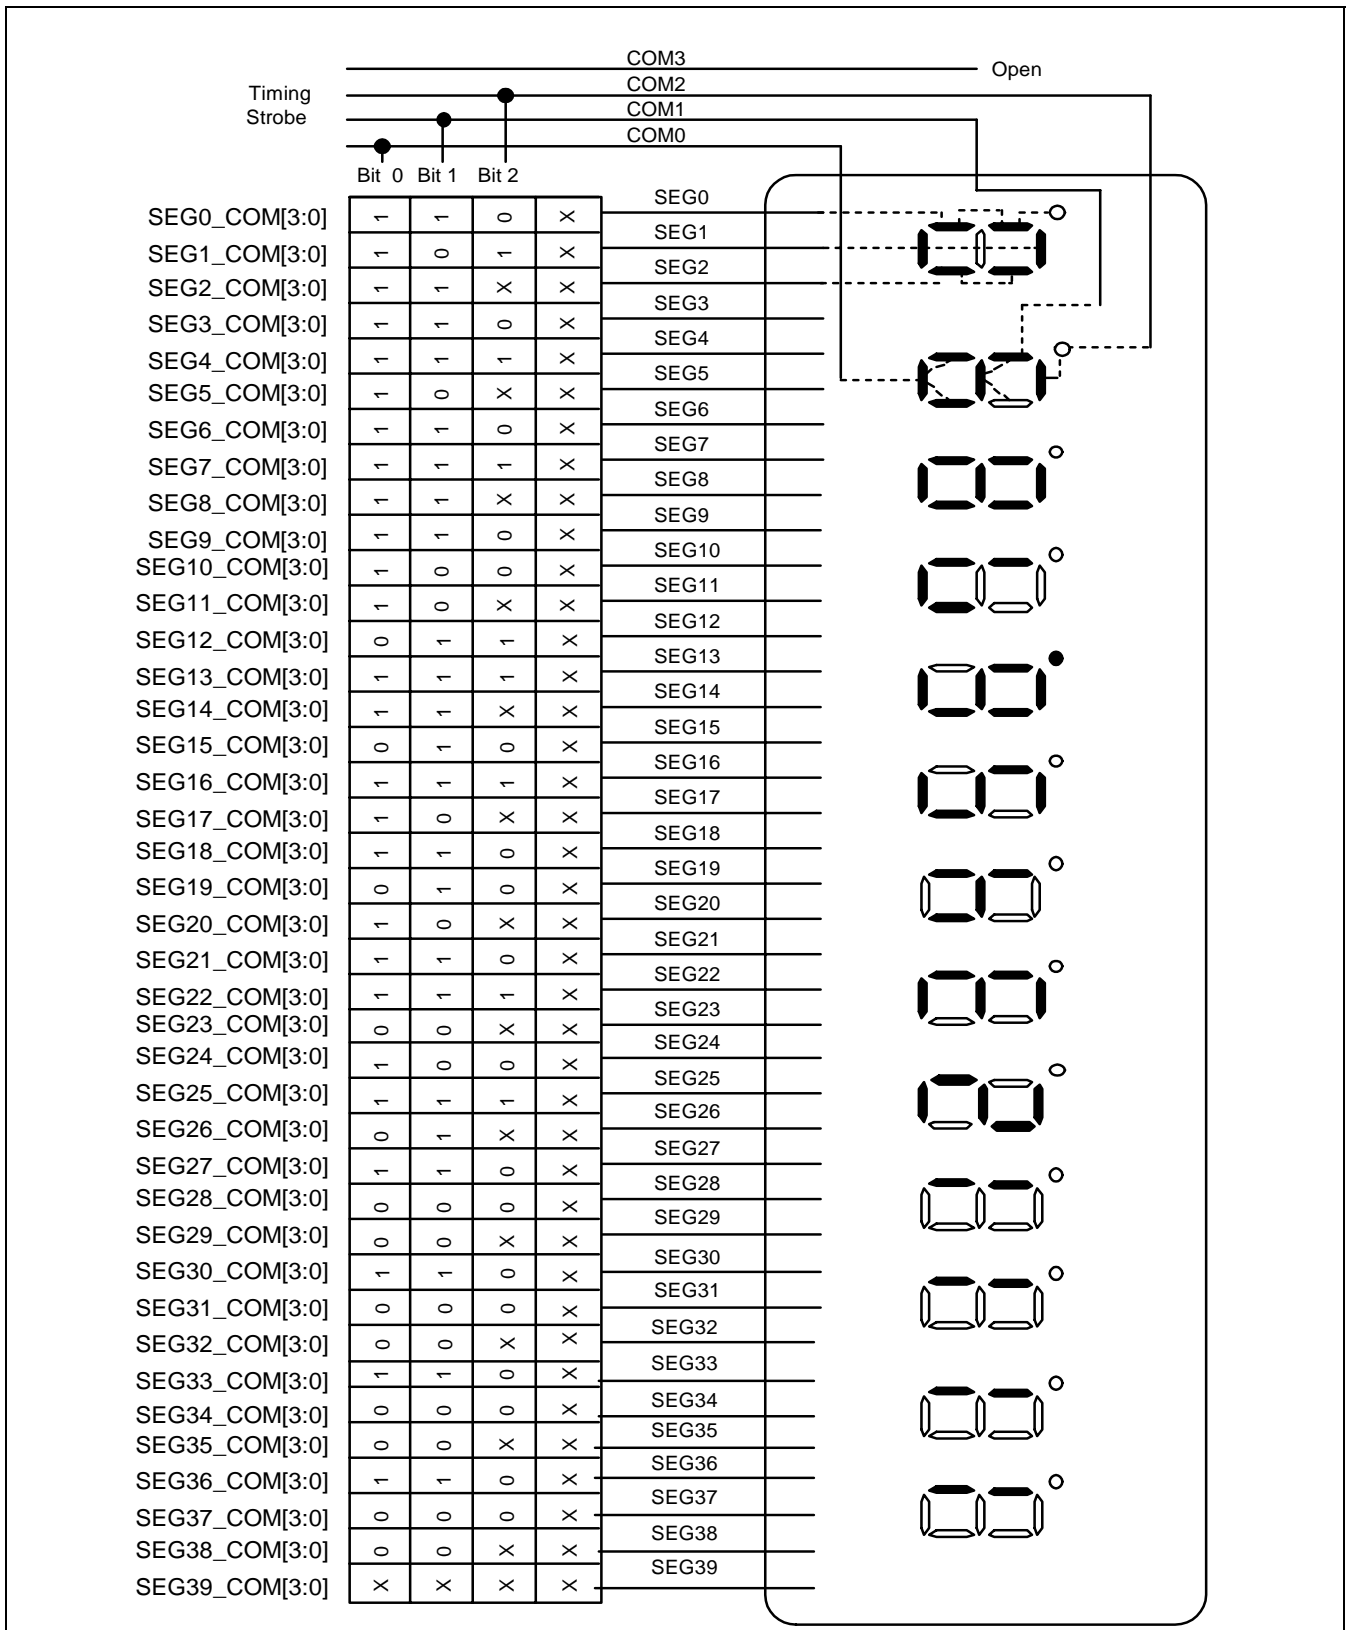 COM3
Open
COM2
Timing
Strobe
COM1
COM0
Bit 0 Bit 1 Bit 2
SEG0_COM[3:0] 1 1 0 X SEG0
SEG1_COM[3:0] 1 0 1 X SEG1
SEG2_COM[3:0] 1 1 X X SEG2
SEG3_COM[3:0] 1 1 0 X SEG3
SEG4_COM[3:0] 1 1 1 X SEG4
SEG5_COM[3:0] 1 0 X X SEG5
SEG6_COM[3:0] 1 1 0 X SEG6
SEG7_COM[3:0] 1 1 1 X SEG7
SEG8_COM[3:0] 1 1 X X SEG8
SEG9_COM[3:0] 1 1 0 X SEG9
SEG10_COM[3:0] 1 0 0 X SEG10
SEG11_COM[3:0] 1 0 X X SEG11
SEG12_COM[3:0] 0 1 1 X SEG12
SEG13_COM[3:0] 1 1 1 X SEG13
SEG14_COM[3:0] 1 1 X X SEG14
SEG15_COM[3:0] 0 1 0 X SEG15
SEG16_COM[3:0] 1 1 1 X SEG16
SEG17_COM[3:0] 1 0 X X SEG17
SEG18_COM[3:0] 1 1 0 X SEG18
SEG19_COM[3:0] 0 1 0 X SEG19
SEG20_COM[3:0] 1 0 X X SEG20
SEG21_COM[3:0] 1 1 0 X SEG21
SEG22_COM[3:0] 1 1 1 X SEG22
SEG23_COM[3:0] 0 0 X X SEG23
SEG24_COM[3:0] 1 0 0 X SEG24
SEG25_COM[3:0] 1 1 1 X SEG25
SEG26_COM[3:0] 0 1 X X SEG26
SEG27_COM[3:0] 1 1 0 X SEG27
SEG28_COM[3:0] 0 0 0 X SEG28
SEG29_COM[3:0] 0 0 X X SEG29
SEG30_COM[3:0] 1 1 0 X SEG30
SEG31_COM[3:0] 0 0 0 X SEG31
SEG32_COM[3:0] 0 0 X X SEG32
SEG33_COM[3:0] 1 1 0 X SEG33
SEG34_COM[3:0] 0 0 0 X SEG34
SEG35_COM[3:0] 0 0 X X SEG35
SEG36_COM[3:0] 1 1 0 X SEG36
SEG37_COM[3:0] 0 0 0 X SEG37
SEG38_COM[3:0] 0 0 X X SEG38
SEG39_COM[3:0] X X X X SEG39